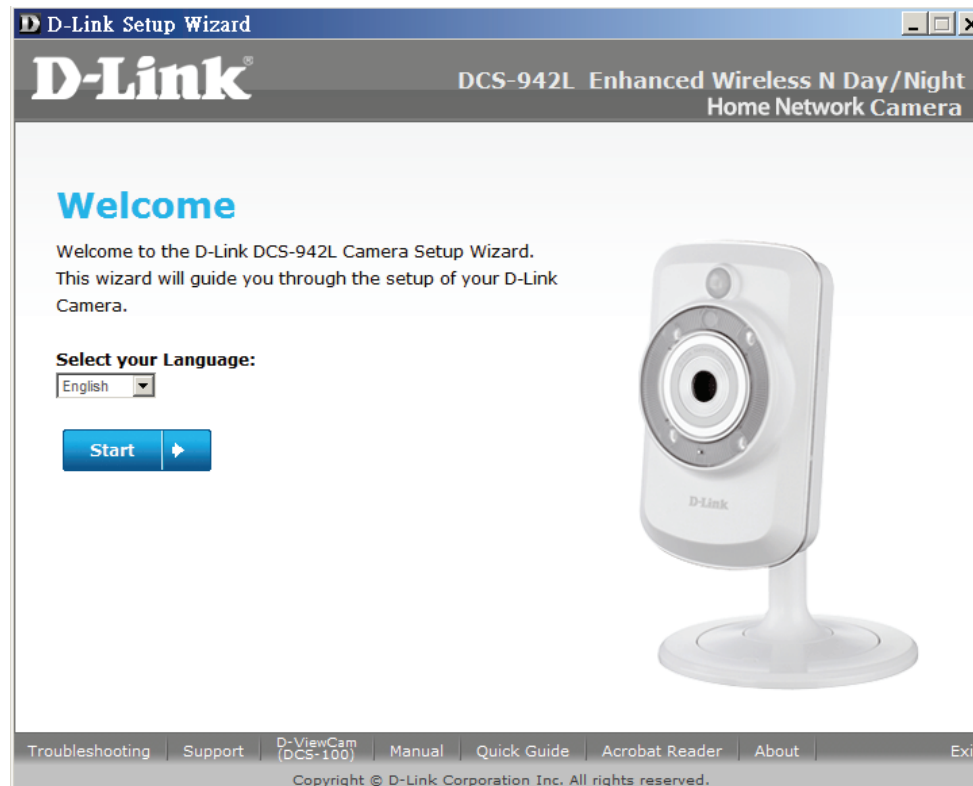 D-Link Setup Wizard
D-Link®
DCS-942L Enhanced Wireless N Day/Night
Home Network Camera
Welcome
Welcome to the D-Link DCS-942L Camera Setup Wizard.
This wizard will guide you through the setup of your D-Link
Camera.
Select your Language:
English
Start
D-Link
Troubleshooting
Support
D-ViewCam
(DCS-100)
Manual
Quick Guide
Acrobat Reader
About
Exi
Copyright © D-Link Corporation Inc. All rights reserved.